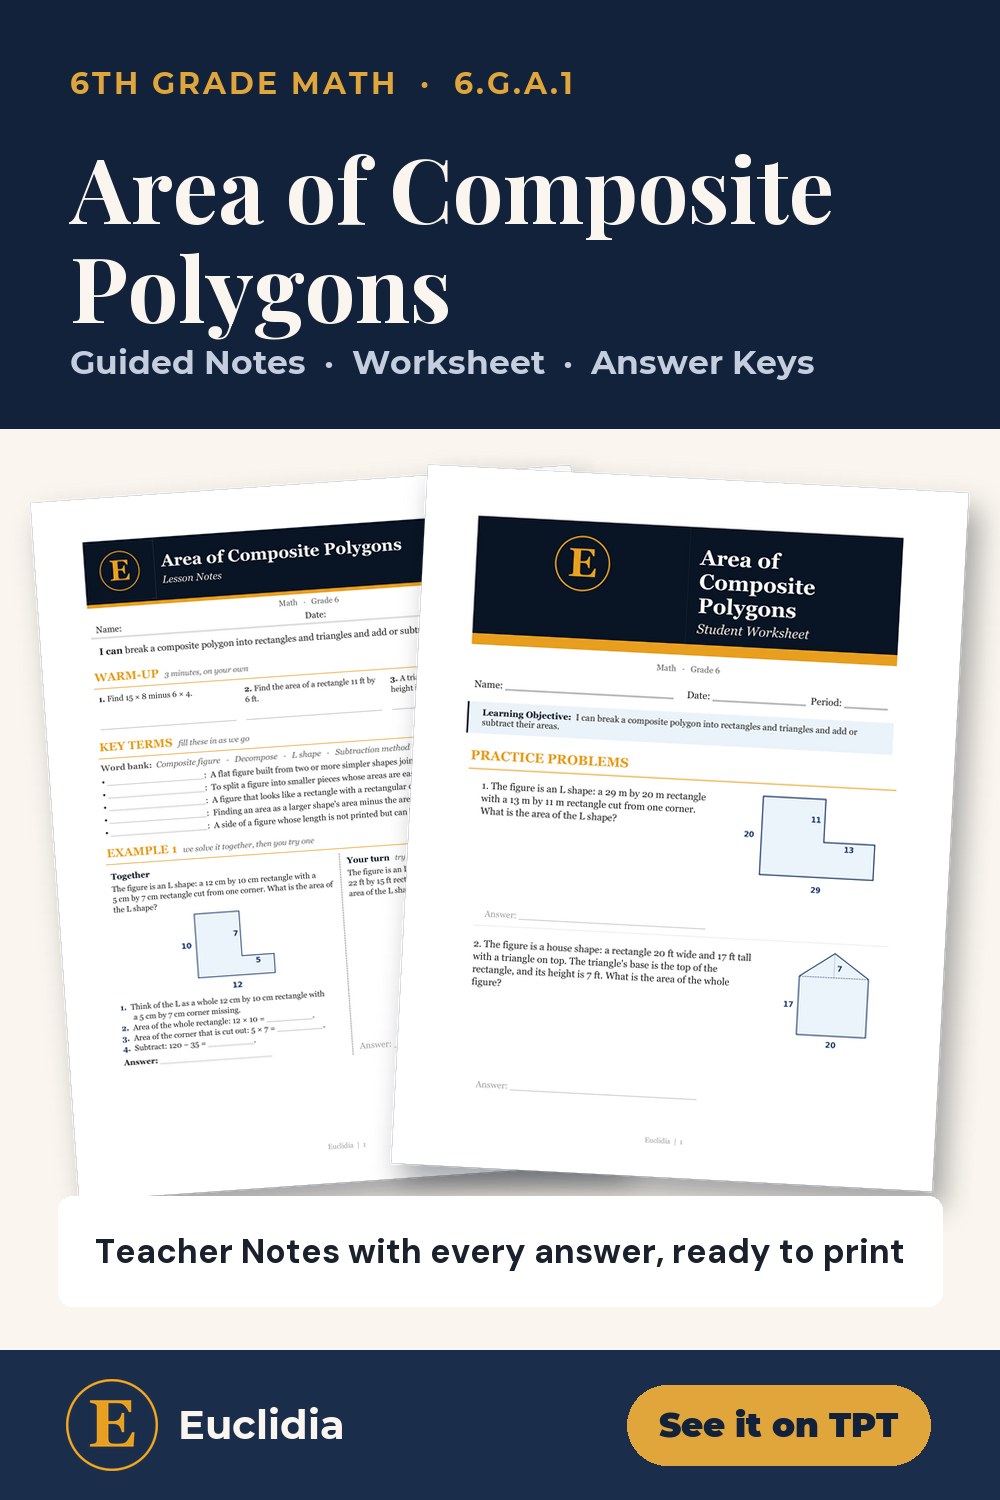 6TH GRADE MATH · 6.G.A.1
Area of Composite
Polygons
Guided Notes · Worksheet · Answer Keys
E
Area of Composite Polygons
Lesson Notes
Math · Grade 6
Name:
Date:
I can break a composite polygon into rectangles and triangles and add or
WARM-UP 3 minutes, on your own
1. Find 15 × 8 minus 6 × 4.
2. Find the area of a rectangle 11 ft by
6 ft.
3. A
height
KEY TERMS fill these in as we go
Word bank: Composite figure · Decompose · L shape · Subtraction method
• : A flat figure built from two or more simpler shapes
• : To split a figure into smaller pieces whose areas are
• : A figure that looks like a rectangle with a rectangular
• : Finding an area as a larger shape's area minus the
• : A side of a figure whose length is not printed but can
EXAMPLE 1 we solve it together, then you try one
Together
The figure is an L shape: a 12 cm by 10 cm rectangle with a
5 cm by 7 cm rectangle cut from one corner. What is the area of
the L shape?
7
10
5
12
1. Think of the L as a whole 12 cm by 10 cm rectangle with
a 5 cm by 7 cm corner missing.
2. Area of the whole rectangle: 12 × 10 = .
3. Area of the corner that is cut out: 5 × 7 = .
4. Subtract: 120 − 35 = .
Answer:
Your turn try
The figure is an
22 ft by 15 ft
area of the L
Answer:
Euclidia | 1
E
Area of
Composite
Polygons
Student Worksheet
Math · Grade 6
Name: Date: Period:
Learning Objective: I can break a composite polygon into rectangles and triangles and add or
subtract their areas.
PRACTICE PROBLEMS
1. The figure is an L shape: a 29 m by 20 m rectangle
with a 13 m by 11 m rectangle cut from one corner.
What is the area of the L shape?
11
20
13
29
Answer:
2. The figure is a house shape: a rectangle 20 ft wide and 17 ft tall
with a triangle on top. The triangle's base is the top of the
rectangle, and its height is 7 ft. What is the area of the whole
figure?
7
17
20
Answer:
Euclidia | 1
Teacher Notes with every answer, ready to print
E
Euclidia
See it on TPT